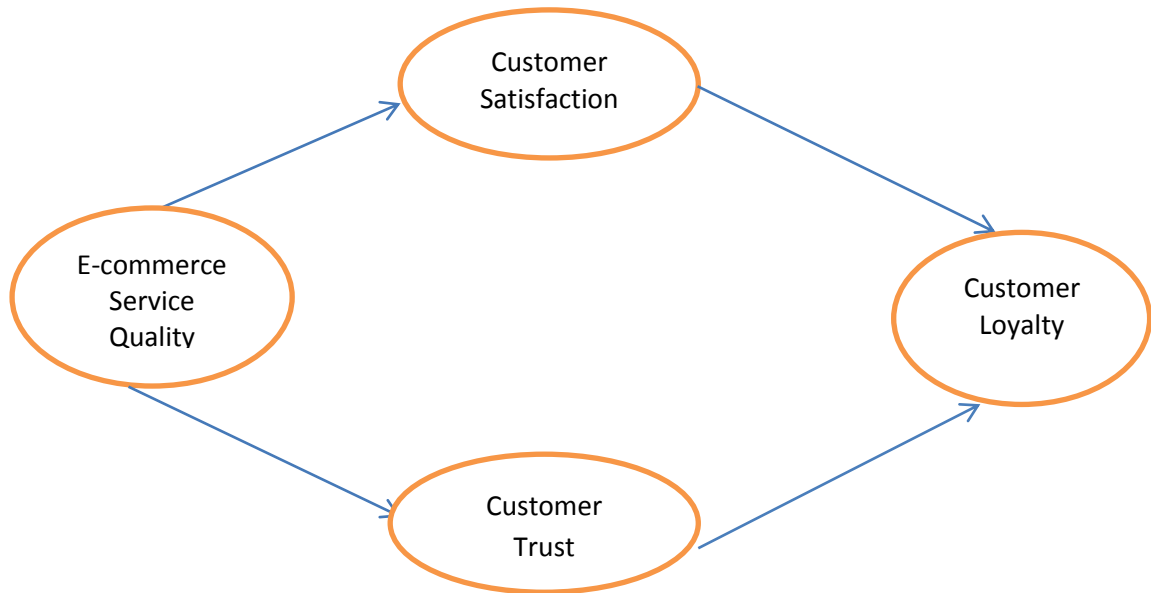 Customer
Satisfaction
E-commerce
Service
Quality
Customer
Loyalty
Customer
Trust